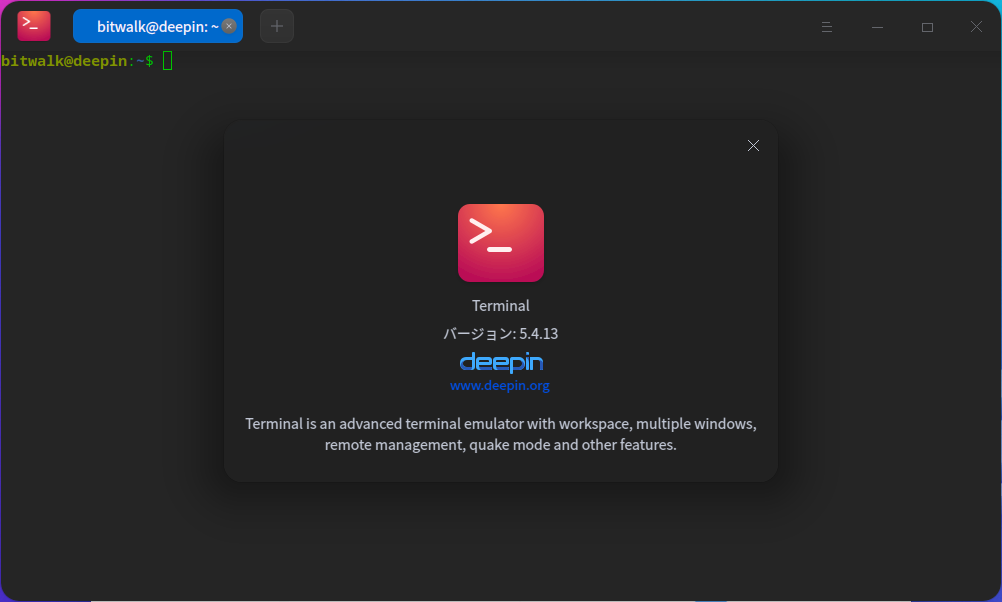 bitwalk@deepin: ~
bitwalk@deepin:~$
Terminal
バージョン: 5.4.13
deepin
www.deepin.org
Terminal is an advanced terminal emulator with workspace, multiple windows,
remote management, quake mode and other features.